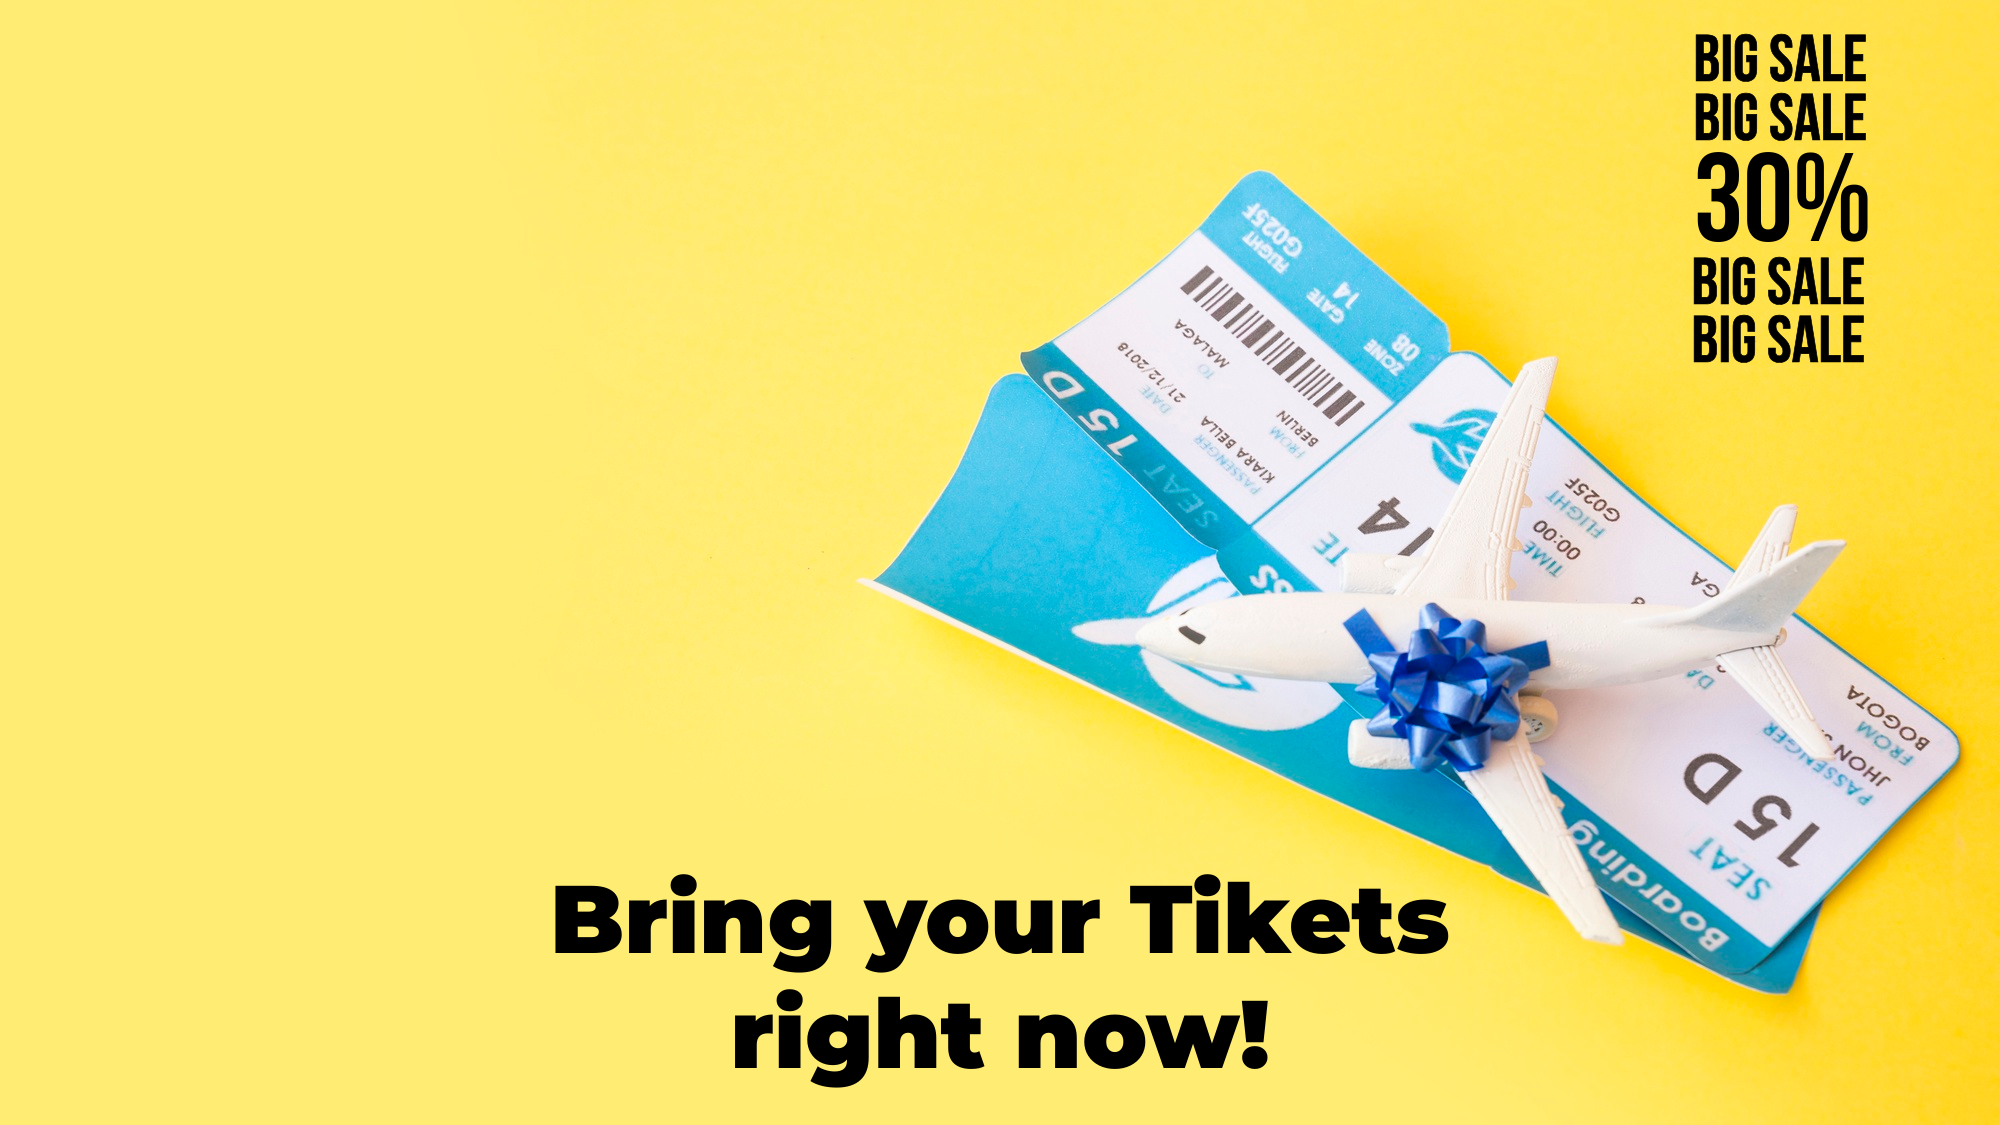 BIG SALE
BIG SALE
30%
BIG SALE
BIG SALE
FLIGHT
G025F
GATE
14
ZONE
08
TO
MALAGA
DATE
21/12/2018
FROM
BERLIN
PASSENGER
KIARA BELLA
SEAT 15 D
14
FLIGHT
G025F
TIME
00:00
FROM
BOGOTA
PASSENGER
JHON
SEAT
15 D
Boarding
Bring your Tikets
right now!